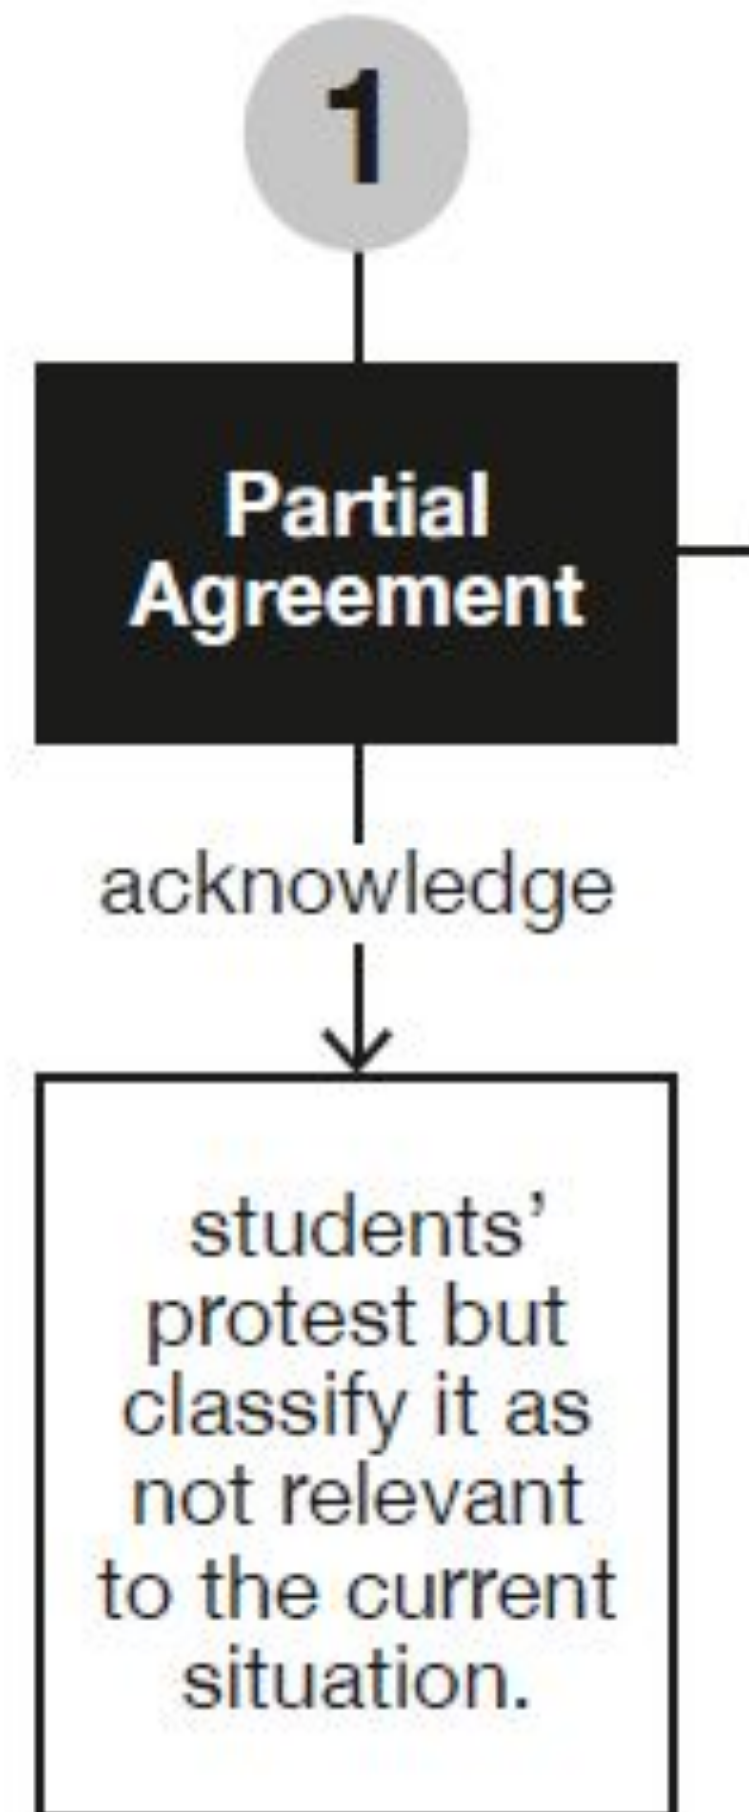 1
Partial
Agreement
acknowledge
students’
protest but
classify it as
not relevant
to the current
situation.